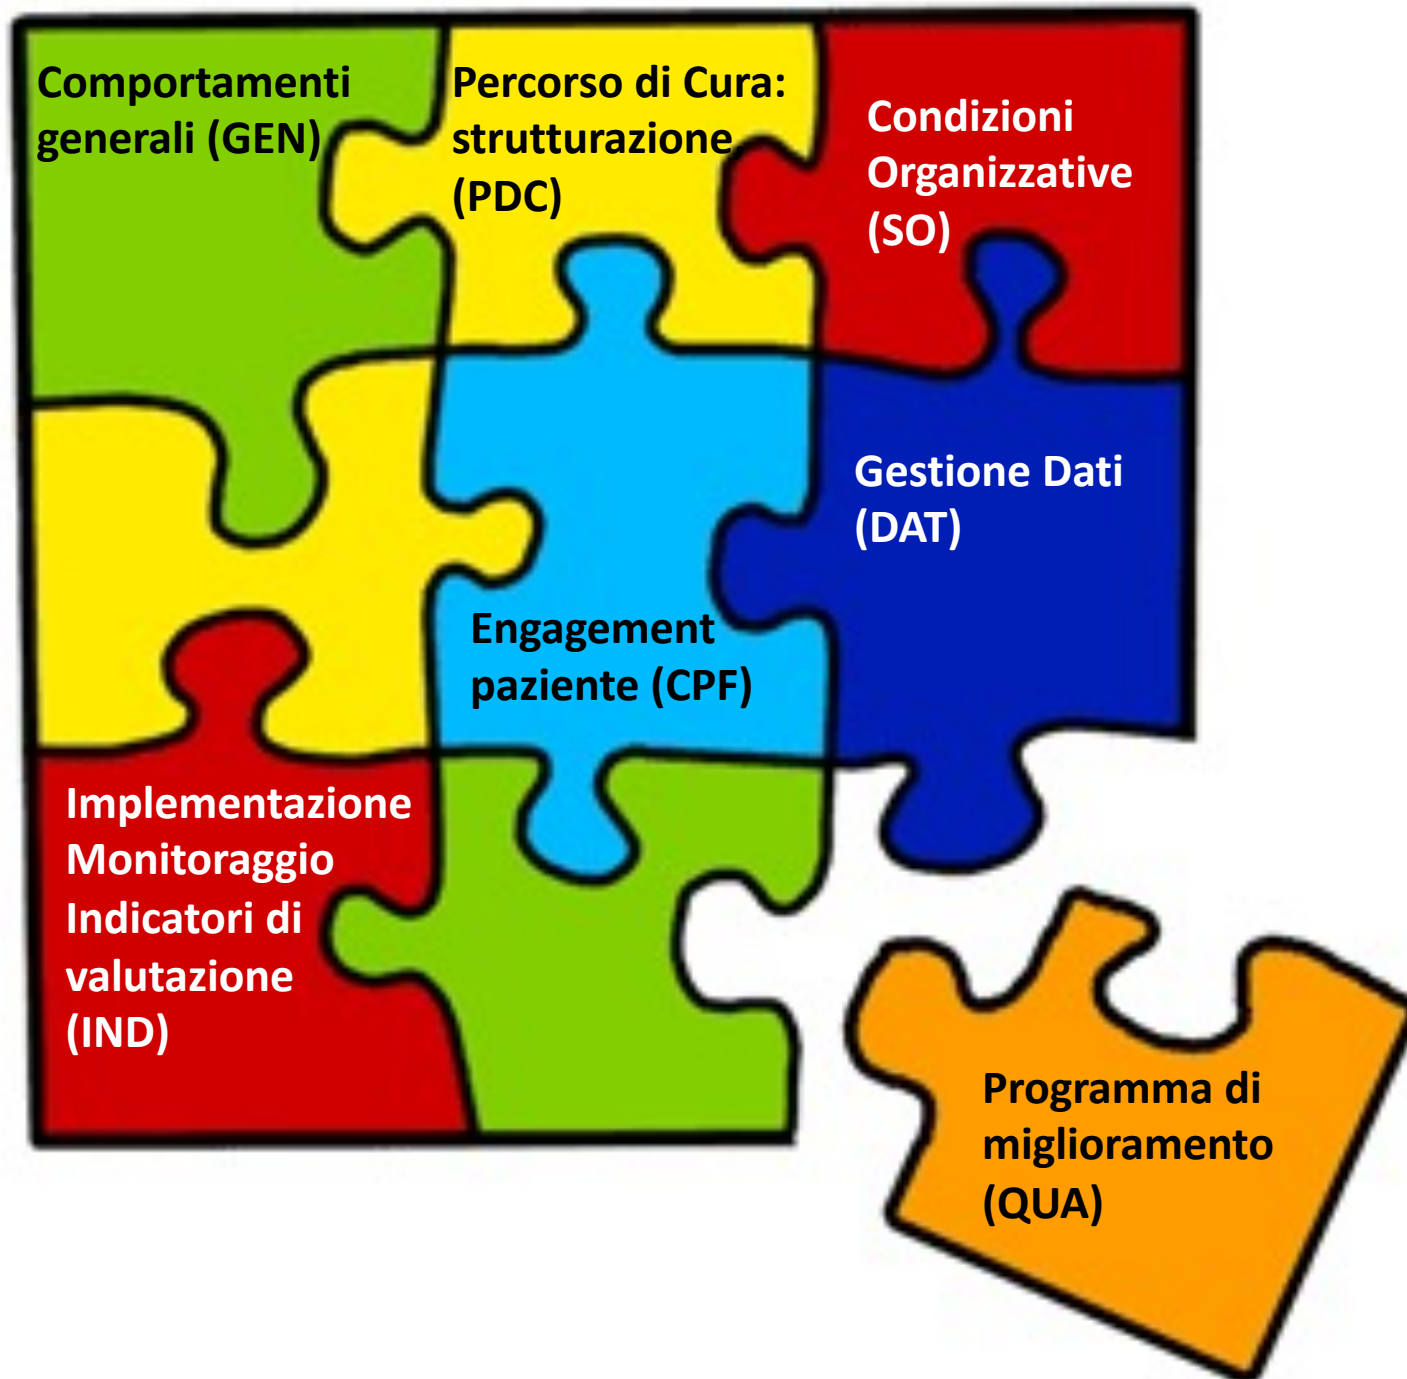 Comportamenti
generali (GEN)
Percorso di Cura:
strutturazione
(PDC)
Condizioni
Organizzative
(SO)
Gestione Dati
(DAT)
Engagement
paziente (CPF)
Implementazione
Monitoraggio
Indicatori di
valutazione
(IND)
Programma di
miglioramento
(QUA)